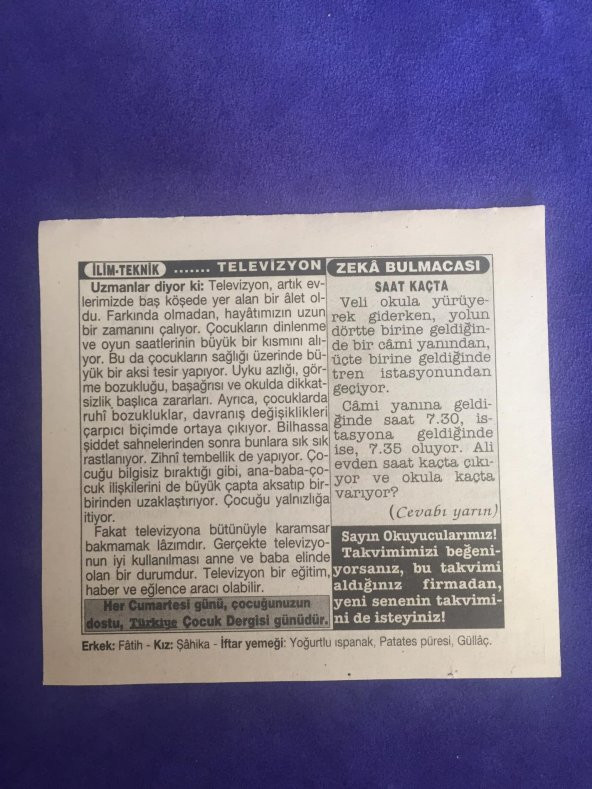 İLİM-TEKNİK ....... TELEVİZYON
Uzmanlar diyor ki: Televizyon, artık ev-
lerimizde baş köşede yer alan bir âlet ol-
du. Farkında olmadan, hayâtımızın uzun
bir zamanını çalıyor. Çocukların dinlenme
ve oyun saatlerinin büyük bir kısmını alı-
yor. Bu da çocukların sağlığı üzerinde bü-
yük bir aksi tesir yapıyor. Uyku azlığı, gör-
me bozukluğu, başağrısı ve okulda dikkat-
sizlik başlıca zararları. Ayrıca, çocuklarda
ruhî bozukluklar, davranış değişiklikleri
çarpıcı biçimde ortaya çıkıyor. Bilhassa
şiddet sahnelerinden sonra bunlara sık sık
rastlanıyor. Zihnî tembellik de yapıyor. Ço-
cuğu bilgisiz bıraktığı gibi, ana-baba-ço-
cuk ilişkilerini de büyük çapta aksatıp bir-
birinden uzaklaştırıyor. Çocuğu yalnızlığa
itiyor.
Fakat televizyona bütünüyle karamsar
bakmamak lâzımdır. Gerçekte televizyo-
nun iyi kullanılması anne ve baba elinde
olan bir durumdur. Televizyon bir eğitim,
haber ve eğlence aracı olabilir.
Her Cumartesi günü, çocuğunuzun
dostu, Türkiye Çocuk Dergisi günüdür.
ZEKÂ BULMACASI
SAAT KAÇTA
Veli okula yürüye-
rek giderken, yolun
dörtte birine geldiğin-
de bir câmi yanından,
üçte birine geldiğinde
tren istasyonundan
geçiyor.
Câmi yanına geldi-
ğinde saat 7.30, is-
tasyona geldiğinde
ise, 7.35 oluyor. Ali
evden saat kaçta çıkı-
yor ve okula kaçta
varıyor?
(Cevabı yarın)
Sayın Okuyucularımız!
Takvimimizi beğeni-
yorsanız, bu takvimi
aldığınız firmadan,
yeni senenin takvimi-
ni de isteyiniz!
Erkek: Fâtih - Kız: Şâhika - İftar yemeği: Yoğurtlu ıspanak, Patates püresi, Güllâç.